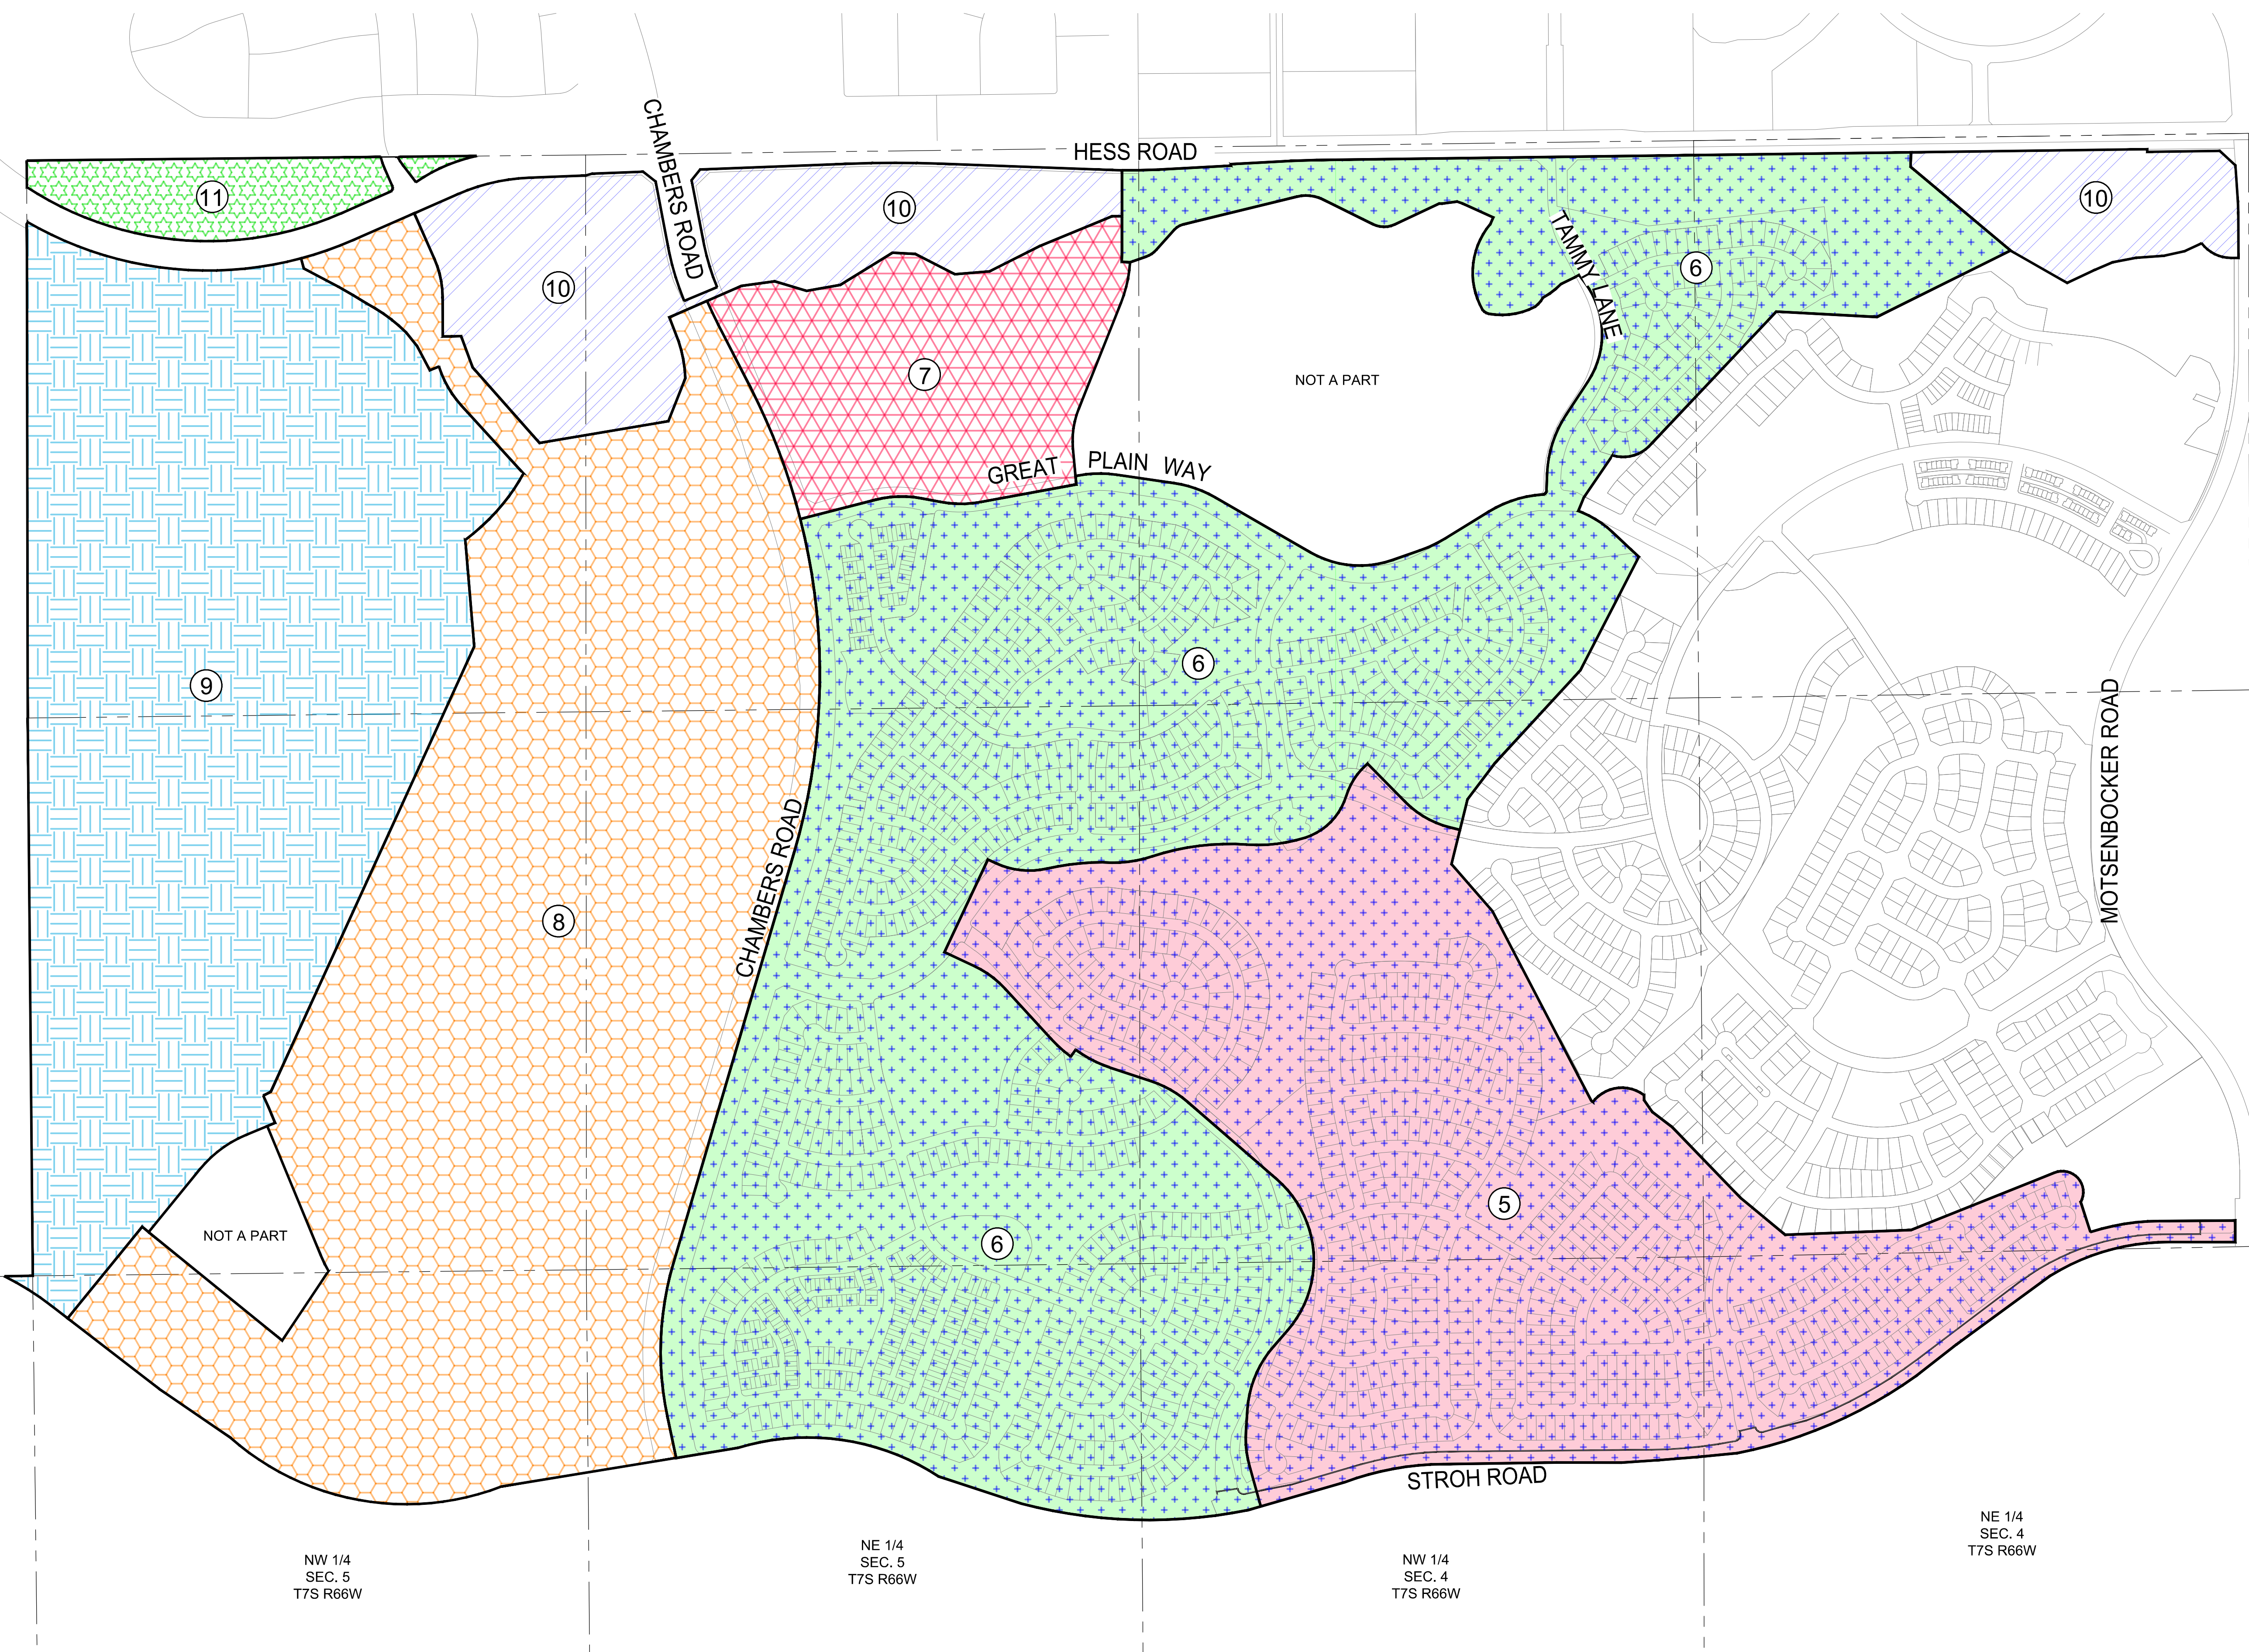 HESS ROAD
CHAMBERS ROAD
11
10
10
10
TAMMY LANE
6
7
NOT A PART
GREAT PLAIN WAY
9
6
MOTSENBOCKER ROAD
CHAMBERS ROAD
8
5
NOT A PART
6
STROH ROAD
NW 1/4
SEC. 5
T7S R66W
NE 1/4
SEC. 5
T7S R66W
NW 1/4
SEC. 4
T7S R66W
NE 1/4
SEC. 4
T7S R66W